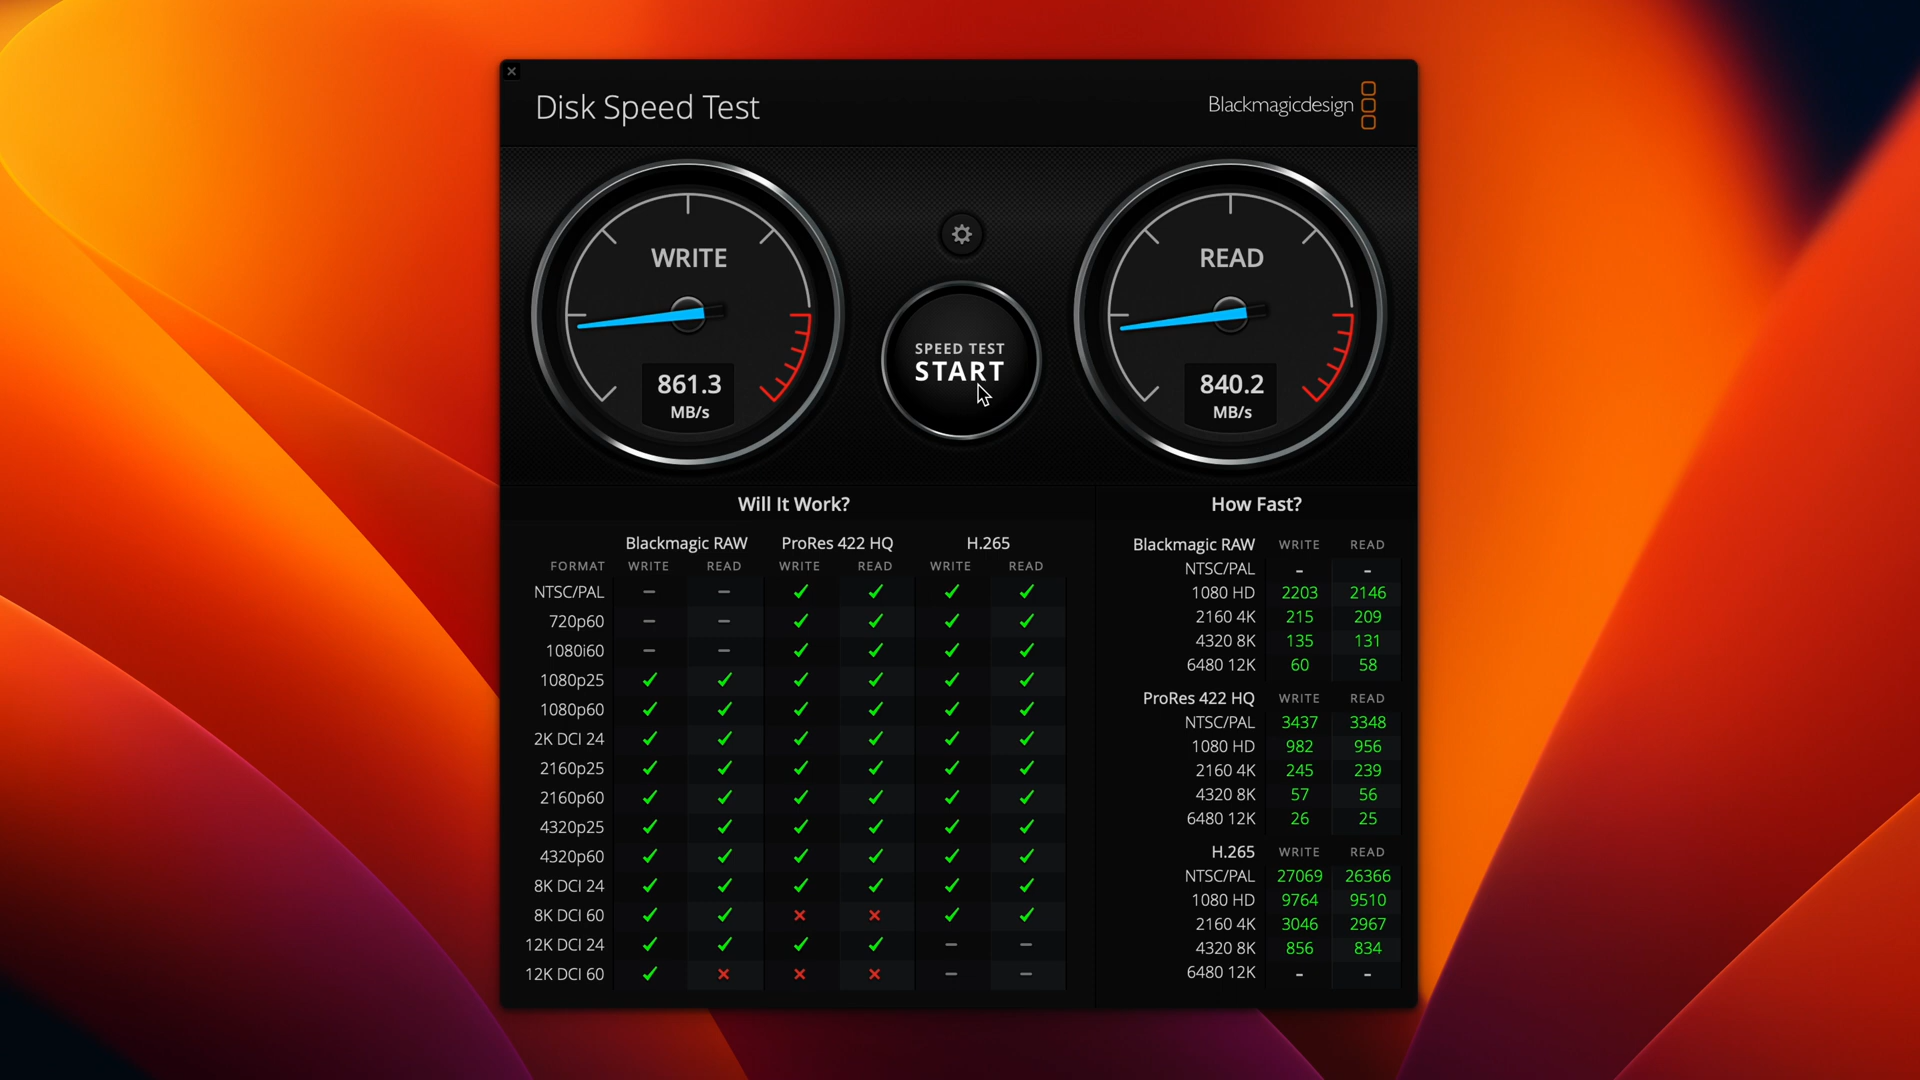 Disk Speed Test
Blackmagicdesign
WRITE
861.3
MB/s
SPEED TEST
START
READ
840.2
MB/s
Will It Work?
Blackmagic RAW ProRes 422 HQ H.265
FORMAT WRITE READ WRITE READ WRITE READ
NTSC/PAL – – ✓ ✓ ✓ ✓
720p60 – – ✓ ✓ ✓ ✓
1080i60 – – ✓ ✓ ✓ ✓
1080p25 ✓ ✓ ✓ ✓ ✓ ✓
1080p60 ✓ ✓ ✓ ✓ ✓ ✓
2K DCI 24 ✓ ✓ ✓ ✓ ✓ ✓
2160p25 ✓ ✓ ✓ ✓ ✓ ✓
2160p60 ✓ ✓ ✓ ✓ ✓ ✓
4320p25 ✓ ✓ ✓ ✓ ✓ ✓
4320p60 ✓ ✓ ✓ ✓ ✓ ✓
8K DCI 24 ✓ ✓ ✓ ✓ ✓ ✓
8K DCI 60 ✓ ✓ ✕ ✕ ✓ ✓
12K DCI 24 ✓ ✓ ✓ ✓ – –
12K DCI 60 ✓ ✕ ✕ ✕ – –
How Fast?
Blackmagic RAW WRITE READ
NTSC/PAL - -
1080 HD 2203 2146
2160 4K 215 209
4320 8K 135 131
6480 12K 60 58
ProRes 422 HQ WRITE READ
NTSC/PAL 3437 3348
1080 HD 982 956
2160 4K 245 239
4320 8K 57 56
6480 12K 26 25
H.265 WRITE READ
NTSC/PAL 27069 26366
1080 HD 9764 9510
2160 4K 3046 2967
4320 8K 856 834
6480 12K - -